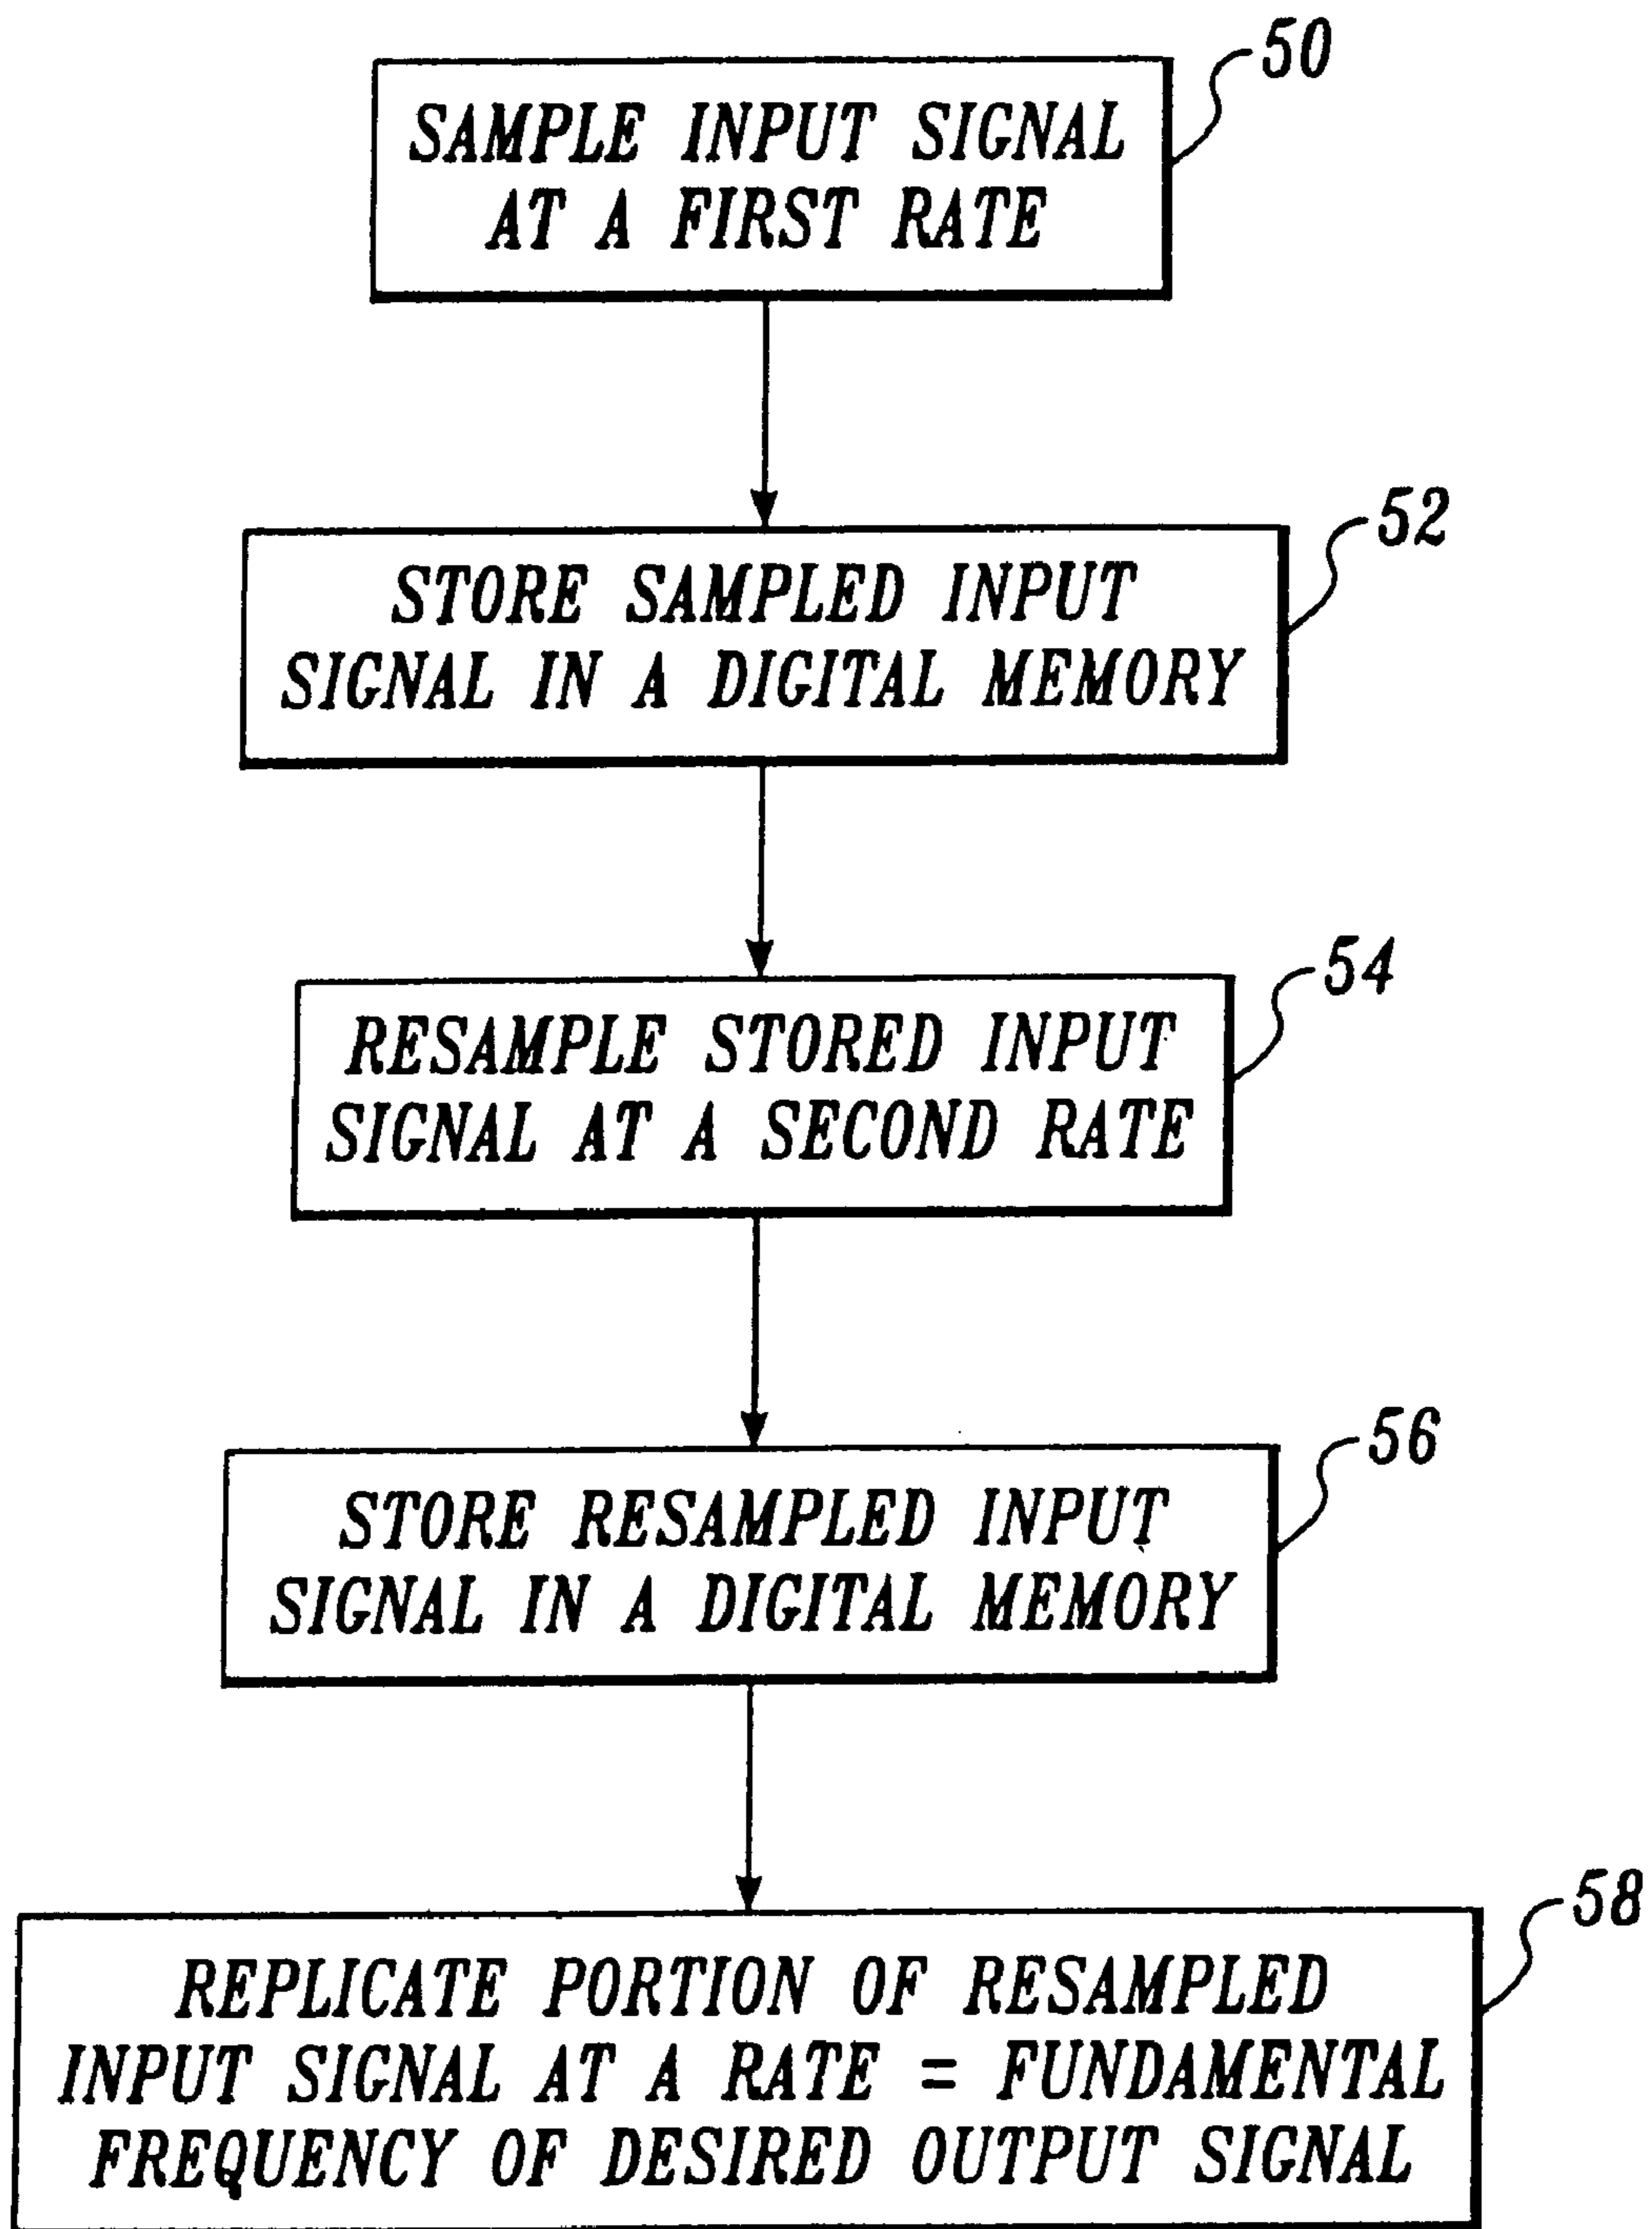 50
SAMPLE INPUT SIGNAL
AT A FIRST RATE
52
STORE SAMPLED INPUT
SIGNAL IN A DIGITAL MEMORY
54
RESAMPLE STORED INPUT
SIGNAL AT A SECOND RATE
56
STORE RESAMPLED INPUT
SIGNAL IN A DIGITAL MEMORY
58
REPLICATE PORTION OF RESAMPLED
INPUT SIGNAL AT A RATE = FUNDAMENTAL
FREQUENCY OF DESIRED OUTPUT SIGNAL